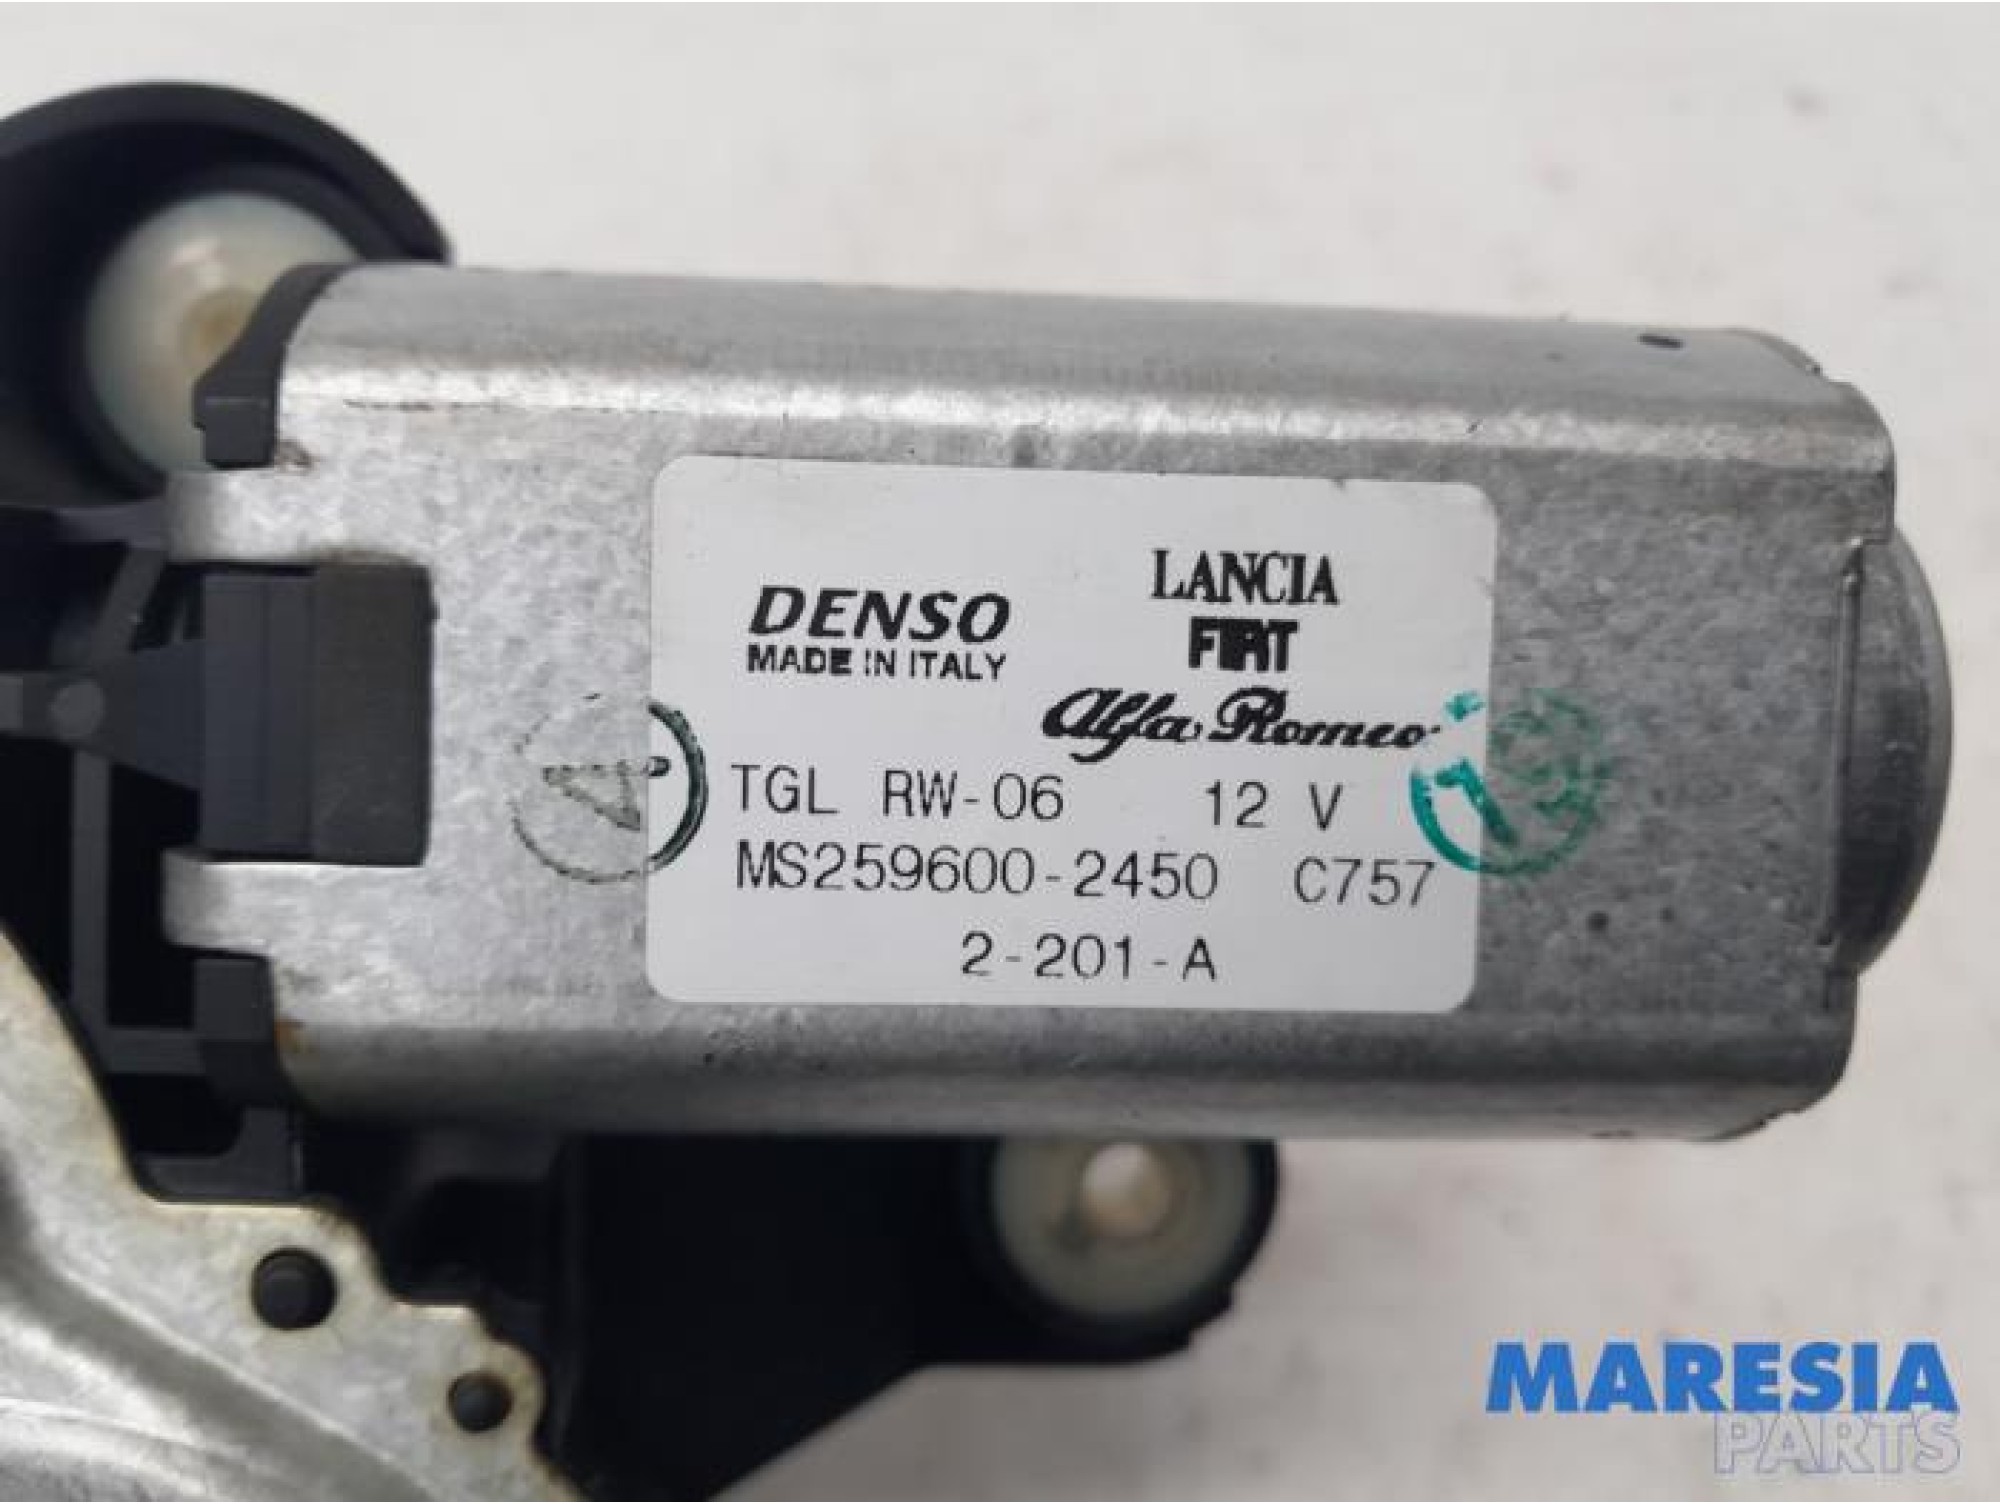 DENSO
MADE IN ITALY
LANCIA
FIAT
Alfa Romeo
TGL RW-06 12 V
MS259600-2450 C757
2-201-A
MARESIA
PARTS